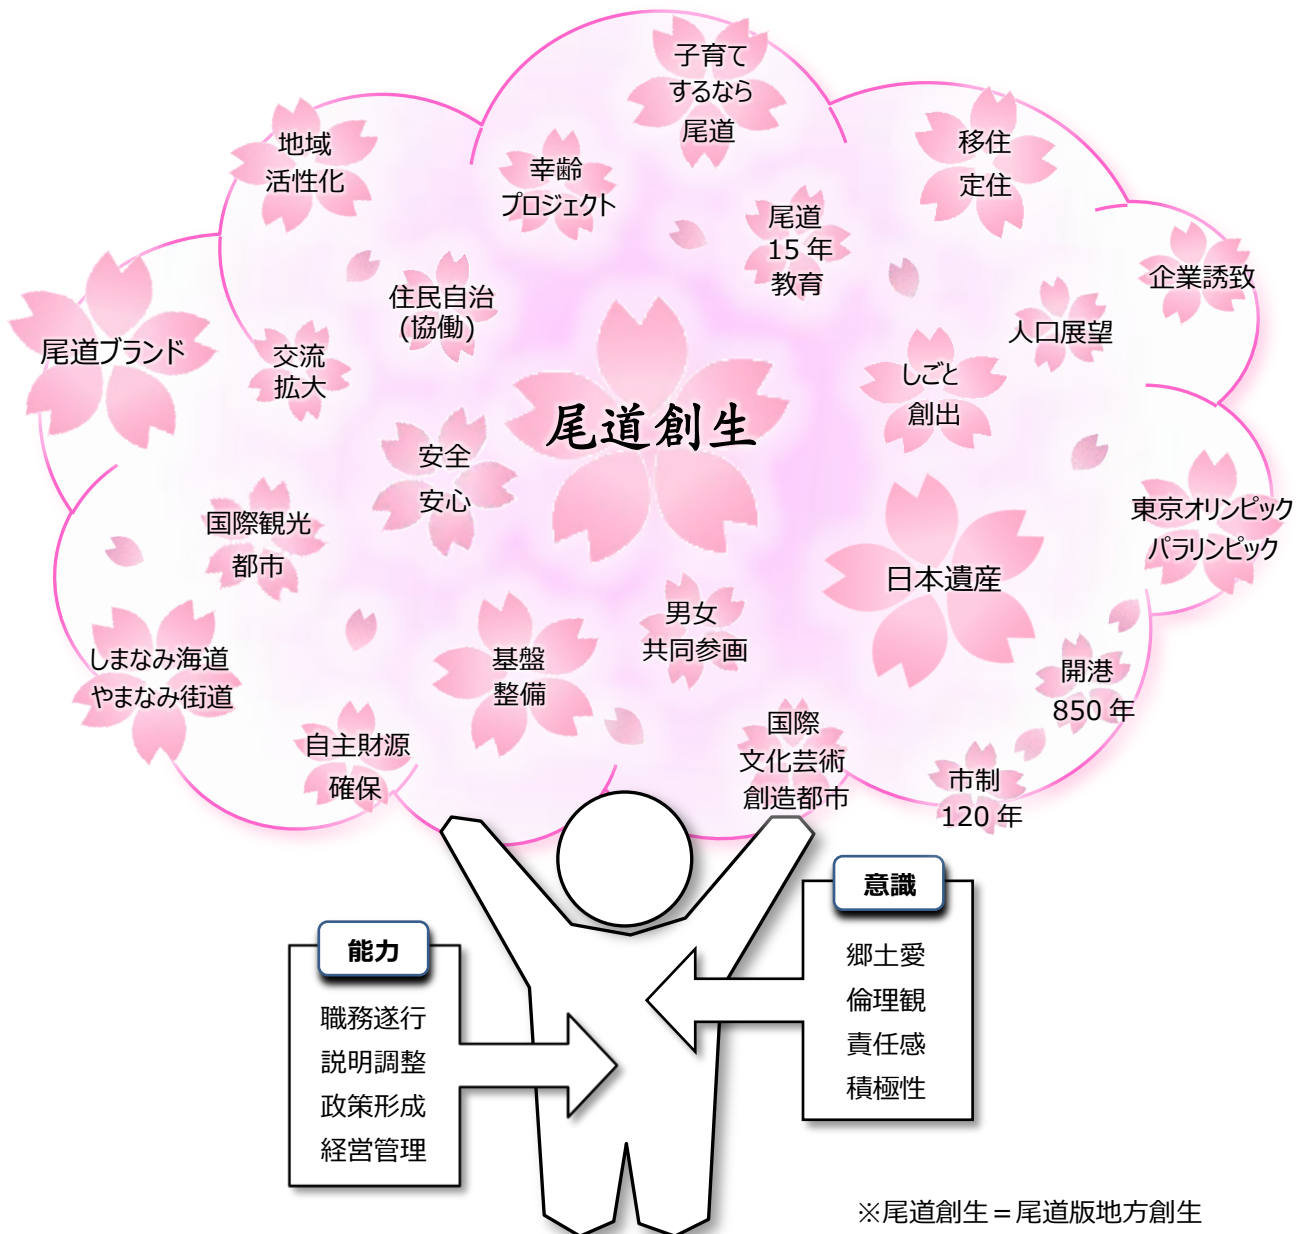 子育て
するなら
尾道
地域
活性化
幸齢
プロジェクト
移住
定住
尾道
15 年
教育
企業誘致
住民自治
(協働)
人口展望
尾道ブランド
交流
拡大
しごと
創出
尾道創生
安全
安心
国際観光
都市
東京オリンピック
パラリンピック
日本遺産
男女
共同参画
しまなみ海道
やまなみ街道
基盤
整備
開港
850 年
自主財源
確保
国際
文化芸術
創造都市
市制
120 年
能力
職務遂行
説明調整
政策形成
経営管理
意識
郷土愛
倫理観
責任感
積極性
※尾道創生＝尾道版地方創生